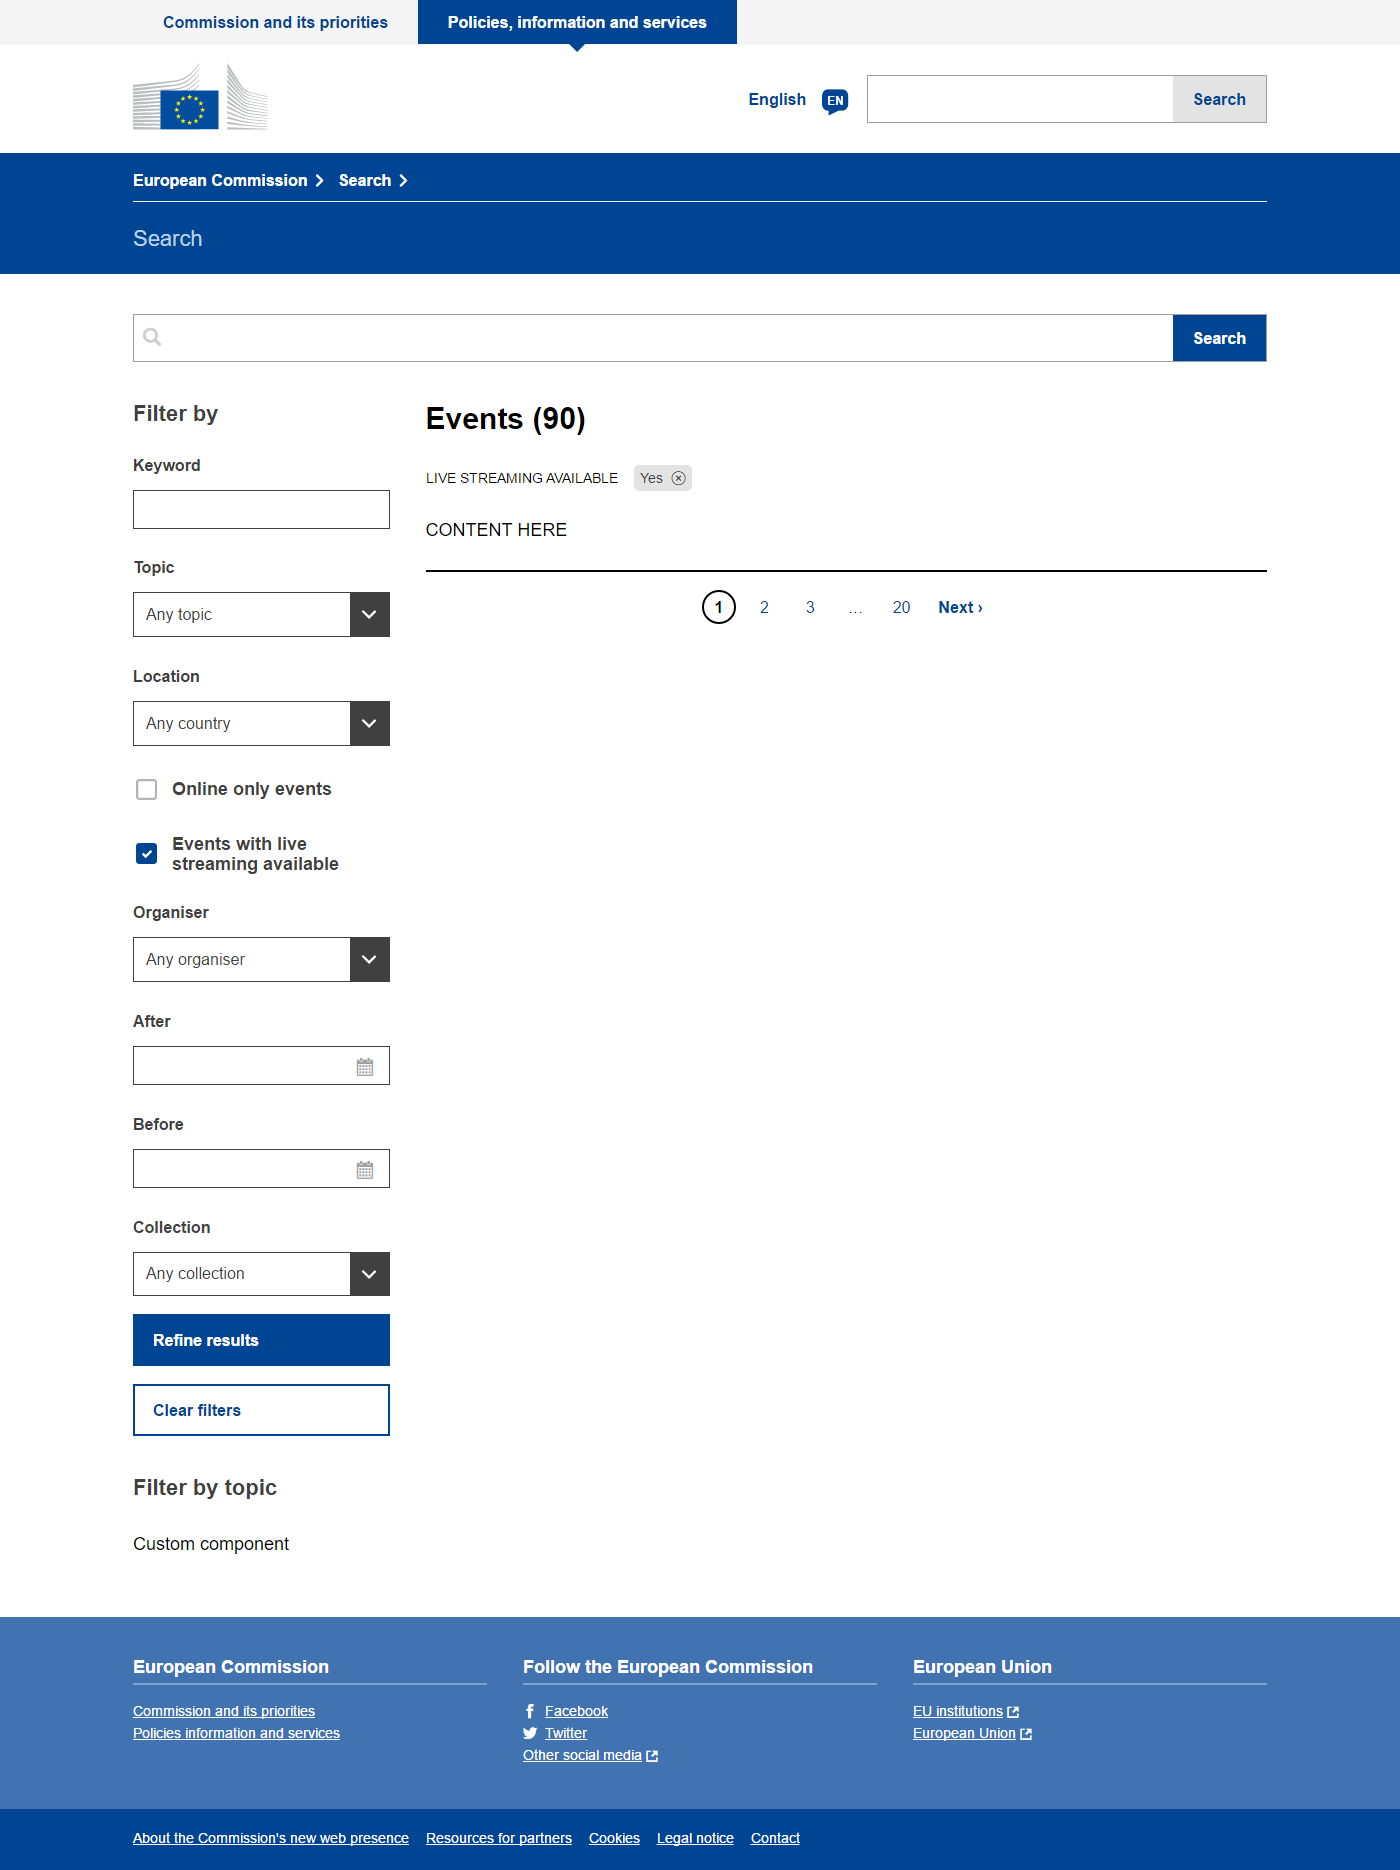 Commission and its priorities
Policies, information and services
English
EN
Search
European Commission
Search
Search
Search
Filter by
Keyword
Topic
Any topic
Location
Any country
Online only events
Events with live
streaming available
Organiser
Any organiser
After
Before
Collection
Any collection
Refine results
Clear filters
Filter by topic
Custom component
Events (90)
LIVE STREAMING AVAILABLE Yes
CONTENT HERE
1 2 3 ... 20 Next ›
European Commission
Commission and its priorities
Policies information and services
Follow the European Commission
Facebook
Twitter
Other social media
European Union
EU institutions
European Union
About the Commission's new web presence Resources for partners Cookies Legal notice Contact